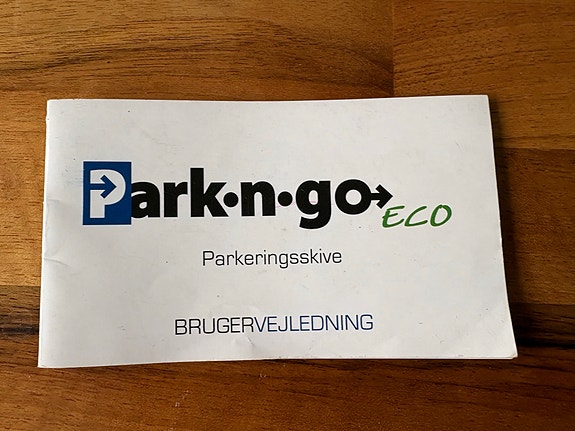 Park•n•go ECO
Parkeringsskive
BRUGERVEJLEDNING